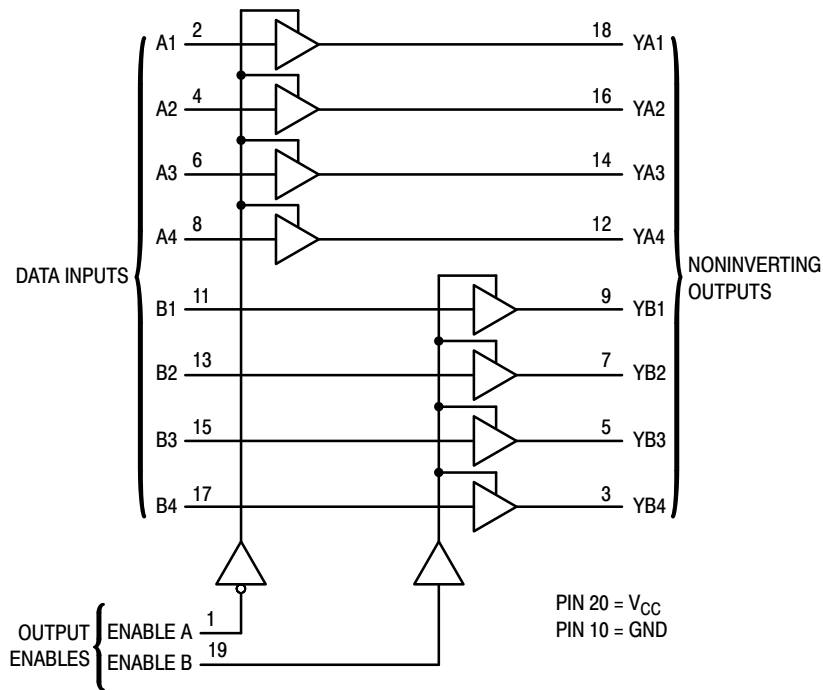 A1 2 18 YA1
A2 4 16 YA2
A3 6 14 YA3
A4 8 12 YA4
DATA INPUTS
NONINVERTING
OUTPUTS
B1 11 9 YB1
B2 13 7 YB2
B3 15 5 YB3
B4 17 3 YB4
OUTPUT
ENABLES
ENABLE A 1
ENABLE B 19
PIN 20 = VCC
PIN 10 = GND